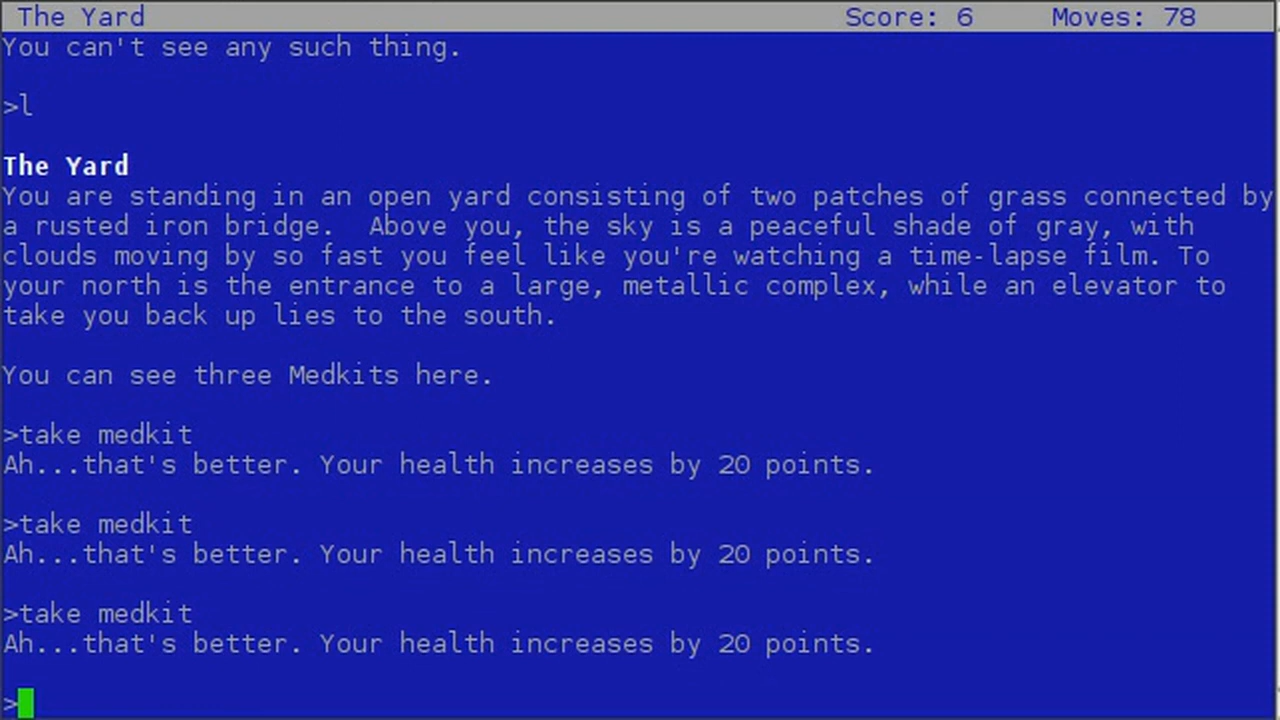 The Yard Score: 6 Moves: 78
You can't see any such thing.
>l
The Yard
You are standing in an open yard consisting of two patches of grass connected by
a rusted iron bridge.  Above you, the sky is a peaceful shade of gray, with
clouds moving by so fast you feel like you're watching a time-lapse film. To
your north is the entrance to a large, metallic complex, while an elevator to
take you back up lies to the south.
You can see three Medkits here.
>take medkit
Ah...that's better. Your health increases by 20 points.
>take medkit
Ah...that's better. Your health increases by 20 points.
>take medkit
Ah...that's better. Your health increases by 20 points.
>